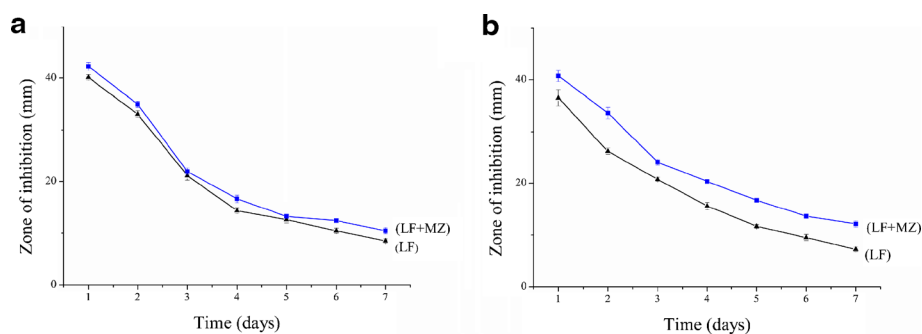 a
Zone of inhibition (mm)
40
20
0
1 2 3 4 5 6 7
Time (days)
(LF+MZ)
(LF)
b
Zone of inhibition (mm)
40
20
0
1 2 3 4 5 6 7
Time (days)
(LF+MZ)
(LF)